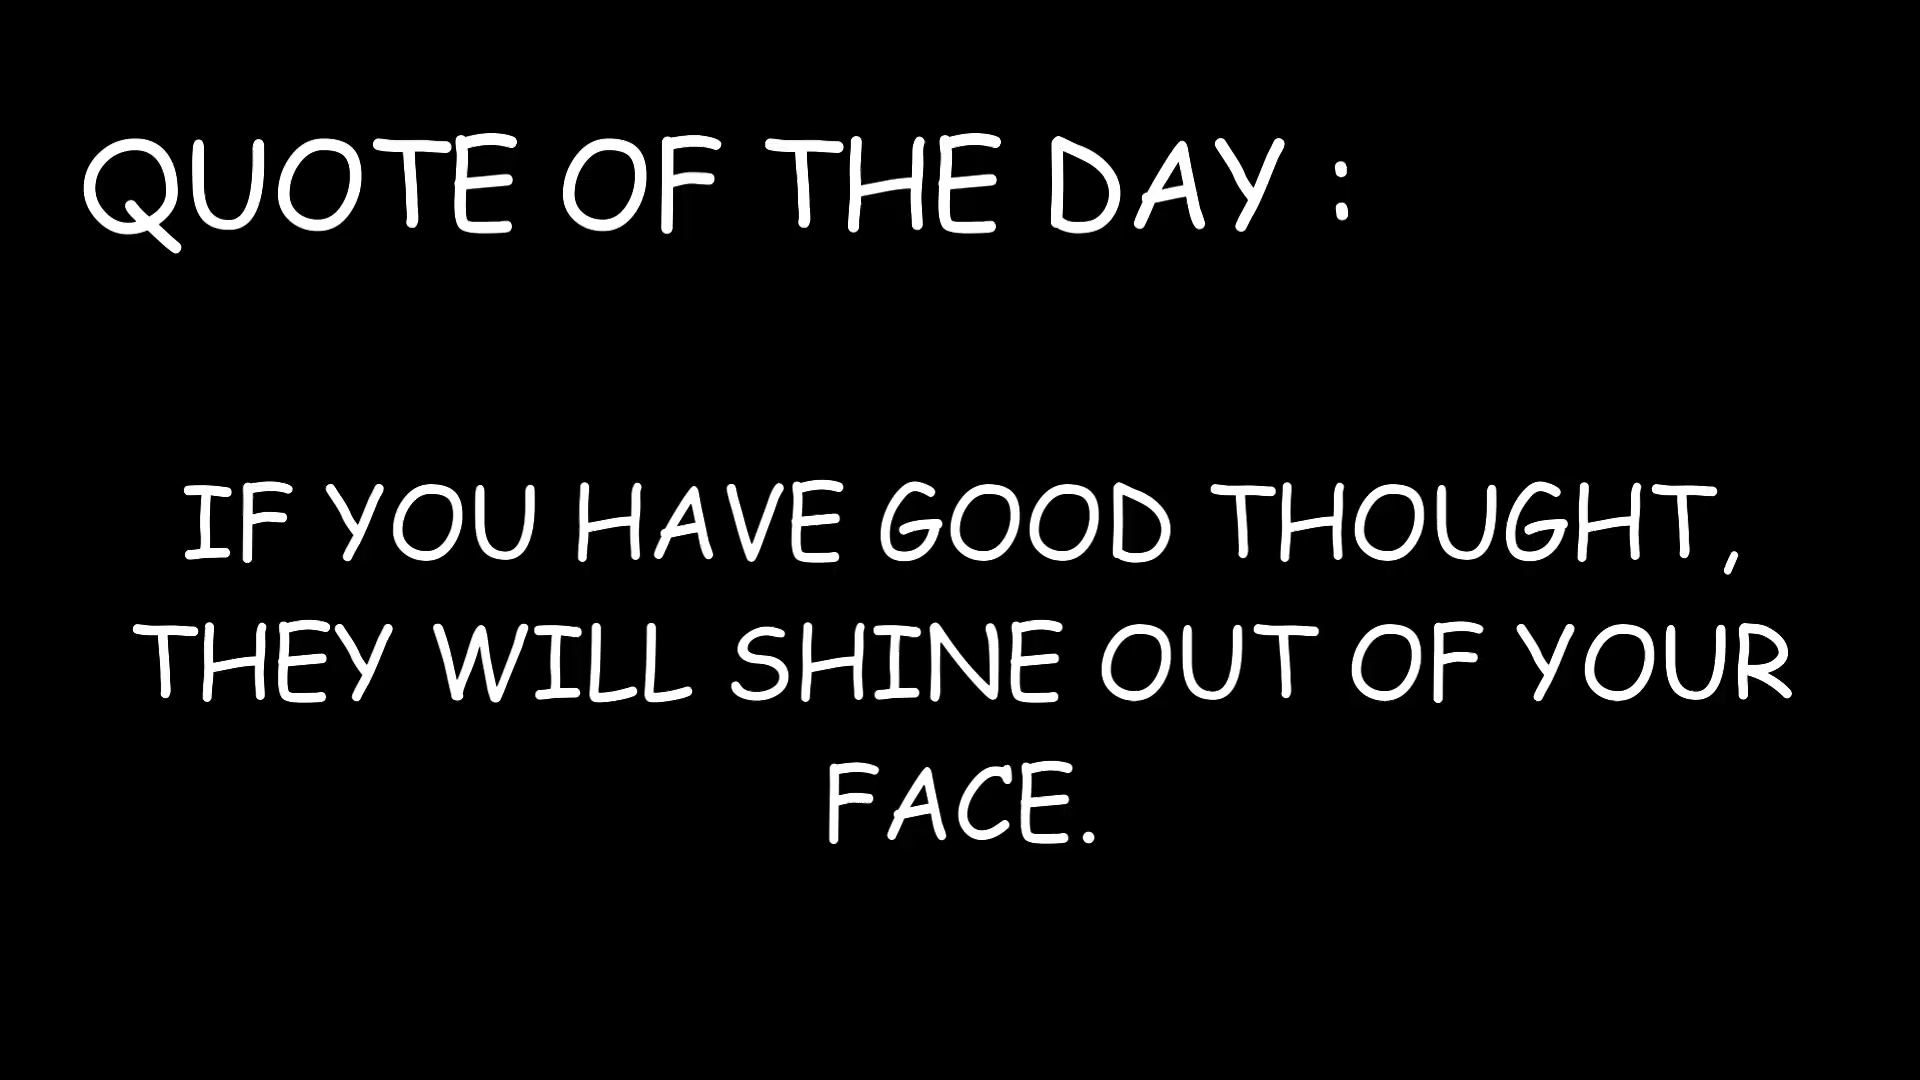 QUOTE OF THE DAY :
IF YOU HAVE GOOD THOUGHT,
THEY WILL SHINE OUT OF YOUR
FACE.